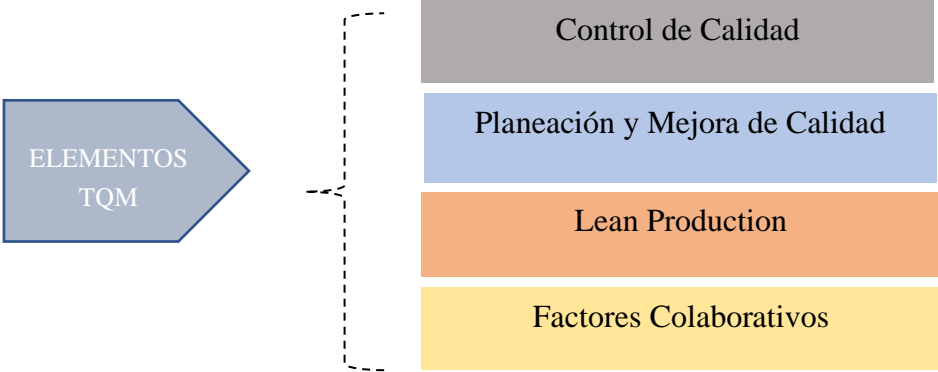 ELEMENTOS
TQM
Control de Calidad
Planeación y Mejora de Calidad
Lean Production
Factores Colaborativos